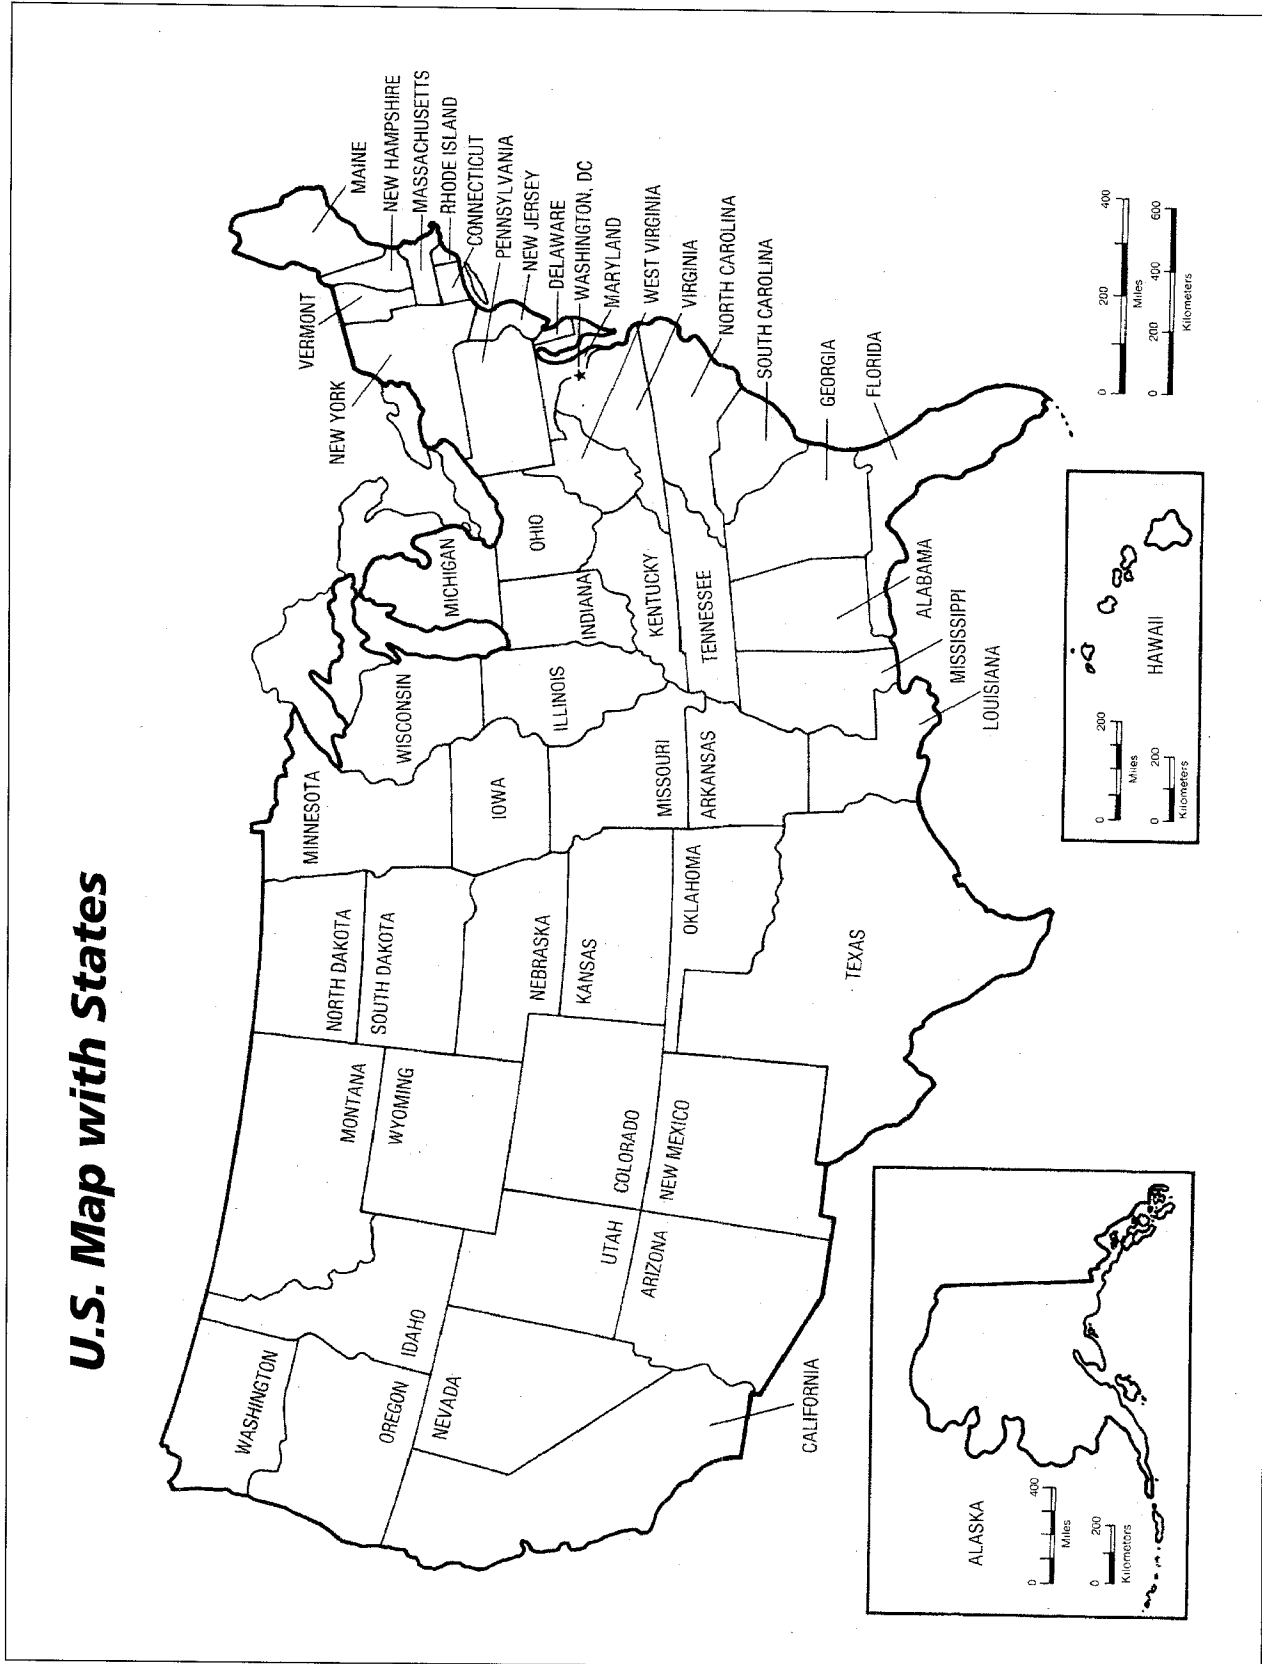 U.S. Map with States
WASHINGTON
OREGON
IDAHO
NEVADA
CALIFORNIA
MONTANA
WYOMING
UTAH
ARIZONA
COLORADO
NEW MEXICO
NORTH DAKOTA
SOUTH DAKOTA
NEBRASKA
KANSAS
OKLAHOMA
TEXAS
MINNESOTA
IOWA
MISSOURI
ARKANSAS
LOUISIANA
WISCONSIN
ILLINOIS
MICHIGAN
INDIANA
OHIO
KENTUCKY
TENNESSEE
MISSISSIPPI
ALABAMA
NEW YORK
VERMONT
MAINE
NEW HAMPSHIRE
MASSACHUSETTS
RHODE ISLAND
CONNECTICUT
PENNSYLVANIA
NEW JERSEY
DELAWARE
WASHINGTON, DC
MARYLAND
WEST VIRGINIA
VIRGINIA
NORTH CAROLINA
SOUTH CAROLINA
GEORGIA
FLORIDA
ALASKA
0 400
Miles
0 200
Kilometers
HAWAII
0 200
Miles
0 200
Kilometers
0 200 400
Miles
0 200 400 600
Kilometers